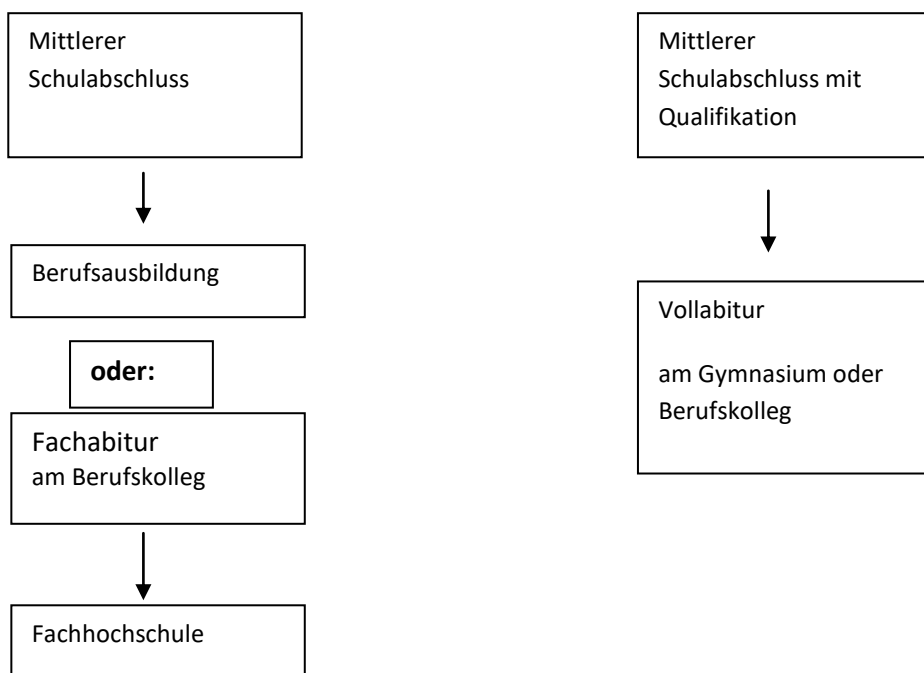 Mittlerer
Schulabschluss
Berufsausbildung
oder:
Fachabitur
am Berufskolleg
Fachhochschule
Mittlerer
Schulabschluss mit
Qualifikation
Vollabitur
am Gymnasium oder
Berufskolleg